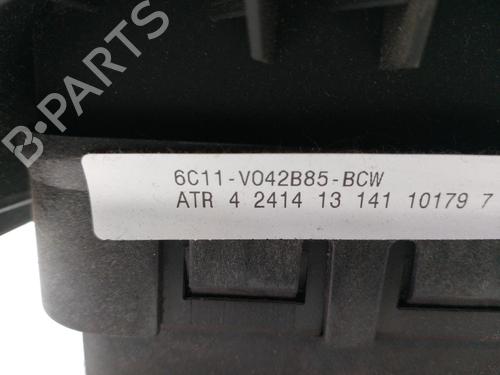 6C11-V042B85-BCW
ATR 4 2414 13 141 10179 7
B-PARTS